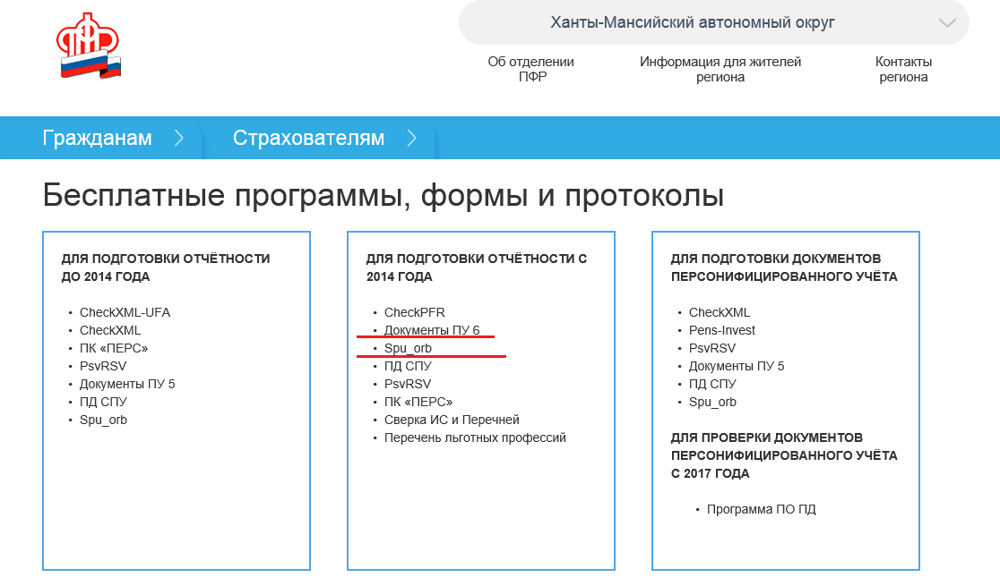 ПФР
Ханты-Мансийский автономный округ
Об отделении
ПФР
Информация для жителей
региона
Контакты
региона
Гражданам
Страхователям
Бесплатные программы, формы и протоколы
ДЛЯ ПОДГОТОВКИ ОТЧЁТНОСТИ
ДО 2014 ГОДА
• CheckXML-UFA
• CheckXML
• ПК «ПЕРС»
• PsvRSV
• Документы ПУ 5
• ПД СПУ
• Spu_orb
ДЛЯ ПОДГОТОВКИ ОТЧЁТНОСТИ С
2014 ГОДА
• CheckPFR
• Документы ПУ 6
• Spu_orb
• ПД СПУ
• PsvRSV
• ПК «ПЕРС»
• Сверка ИС и Перечней
• Перечень льготных профессий
ДЛЯ ПОДГОТОВКИ ДОКУМЕНТОВ
ПЕРСОНИФИЦИРОВАННОГО УЧЁТА
• CheckXML
• Pens-Invest
• PsvRSV
• Документы ПУ 5
• ПД СПУ
• Spu_orb
ДЛЯ ПРОВЕРКИ ДОКУМЕНТОВ
ПЕРСОНИФИЦИРОВАННОГО УЧЁТА
С 2017 ГОДА
• Программа ПО ПД